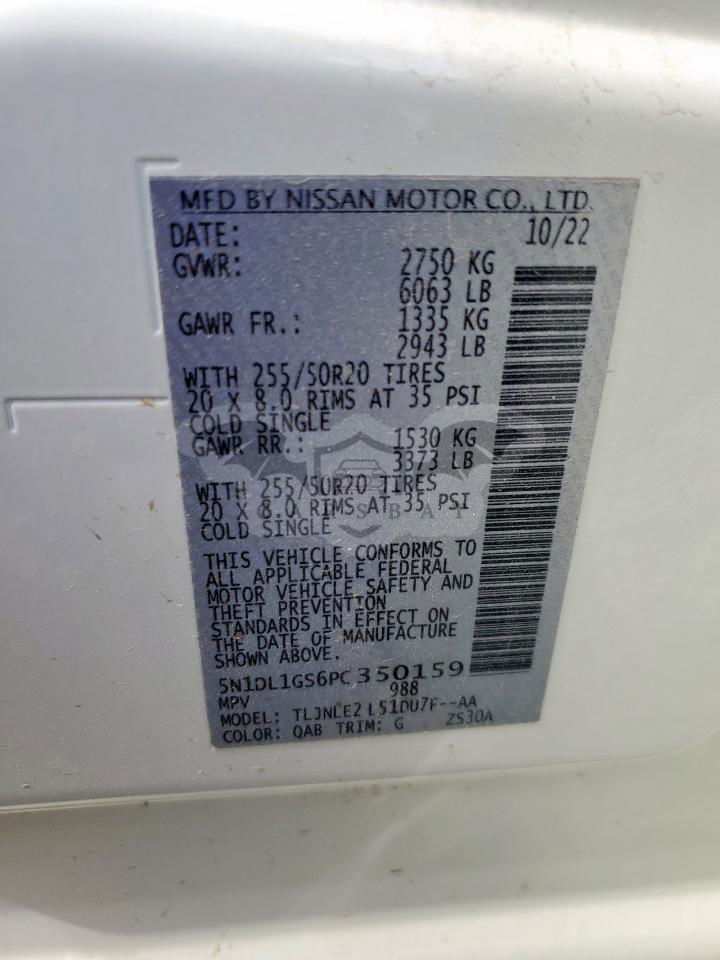 MFD BY NISSAN MOTOR CO., LTD.
DATE: 10/22
GVWR: 2750 KG
6063 LB
GAWR FR.: 1335 KG
2943 LB
WITH 255/50R20 TIRES
20 X 8.0 RIMS AT 35 PSI
COLD SINGLE
GAWR RR.: 1530 KG
3373 LB
WITH 255/50R20 TIRES
20 X 8.0 RIMS AT 35 PSI
COLD SINGLE
THIS VEHICLE CONFORMS TO
ALL APPLICABLE FEDERAL
MOTOR VEHICLE SAFETY AND
THEFT PREVENTION
STANDARDS IN EFFECT ON
THE DATE OF MANUFACTURE
SHOWN ABOVE.
5N1DL1GS6PC350159
MPV 988
MODEL: L51DU7F--AA
COLOR: QAB TRIM: G ZS30A